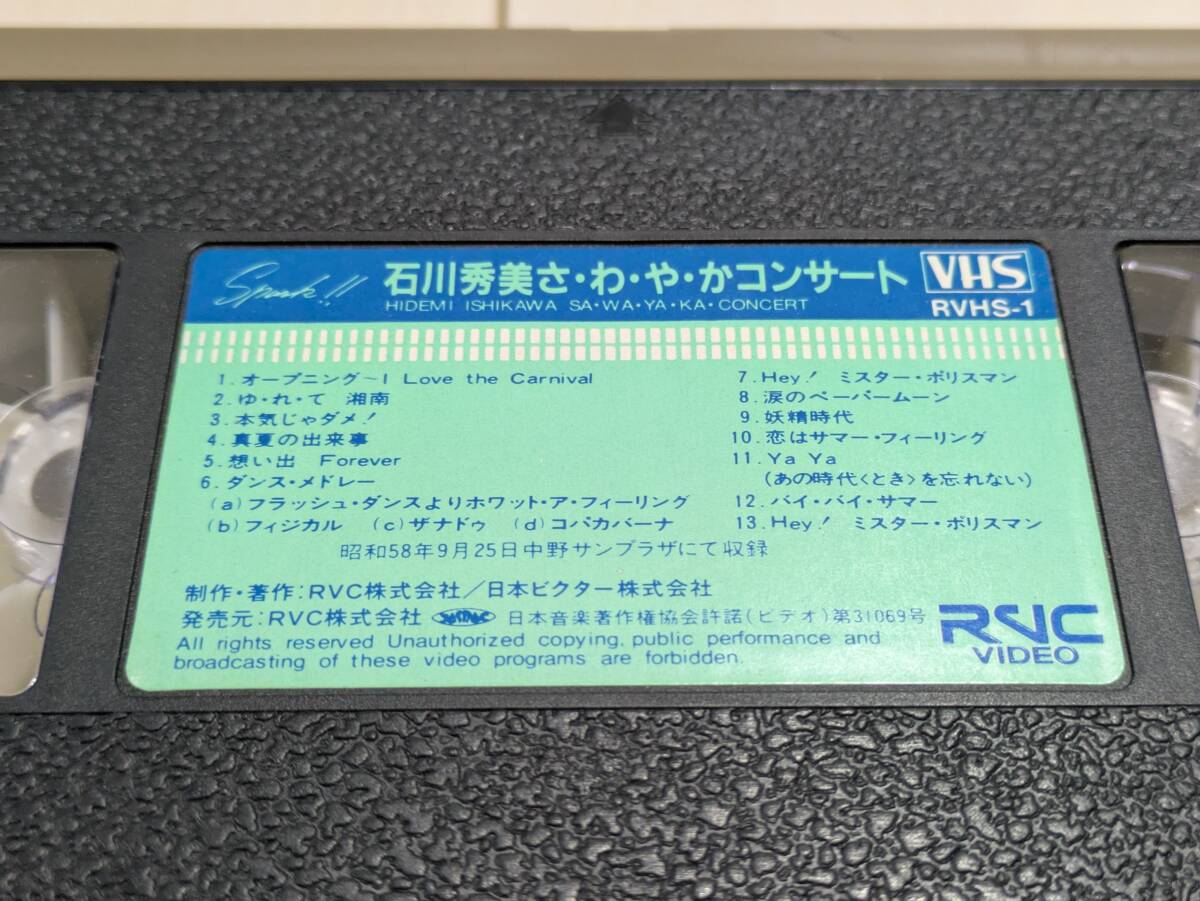 Spark!! 石川秀美さ・わ・や・かコンサート VHS
HIDEMI ISHIKAWA SA・WA・YA・KA・CONCERT RVHS-1
1. オープニング~I Love the Carnival
2. ゆ・れ・て 湘南
3. 本気じゃダメ!
4. 真夏の出来事
5. 想い出 Forever
6. ダンス・メドレー
(a)フラッシュ・ダンスよりホワット・ア・フィーリング
(b)フィジカル (c)ザナドゥ (d)コパカバーナ
7. Hey! ミスター・ポリスマン
8. 涙のペーパームーン
9. 妖精時代
10. 恋はサマー・フィーリング
11. Ya Ya
(あの時代<とき>を忘れない)
12. バイ・バイ・サマー
13. Hey! ミスター・ポリスマン
昭和58年9月25日中野サンプラザにて収録
制作・著作:RVC株式会社/日本ビクター株式会社
発売元:RVC株式会社 日本音楽著作権協会許諾(ビデオ)第31069号
All rights reserved Unauthorized copying, public performance and
broadcasting of these video programs are forbidden.
RVC
VIDEO